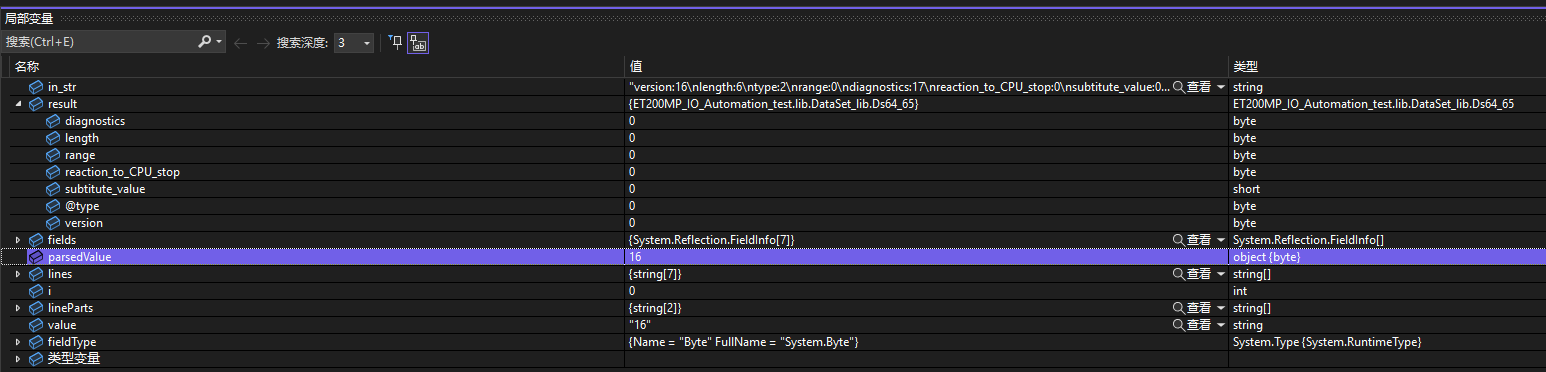 局部变量
搜索(Ctrl+E) 搜索深度: 3
名称 值 类型
in_str "version:16\nlength:6\ntype:2\nrange:0\ndiagnostics:17\nreaction_to_CPU_stop:0\nsubtitute_value:0... 查看 string
result {ET200MP_IO_Automation_test.lib.DataSet_lib.Ds64_65} ET200MP_IO_Automation_test.lib.DataSet_lib.Ds64_65
diagnostics 0 byte
length 0 byte
range 0 byte
reaction_to_CPU_stop 0 byte
subtitute_value 0 short
@type 0 byte
version 0 byte
fields {System.Reflection.FieldInfo[7]} 查看 System.Reflection.FieldInfo[]
parsedValue 16 object {byte}
lines {string[7]} 查看 string[]
i 0 int
lineParts {string[2]} 查看 string[]
value "16" 查看 string
fieldType {Name = "Byte" FullName = "System.Byte"} System.Type {System.RuntimeType}
类型变量